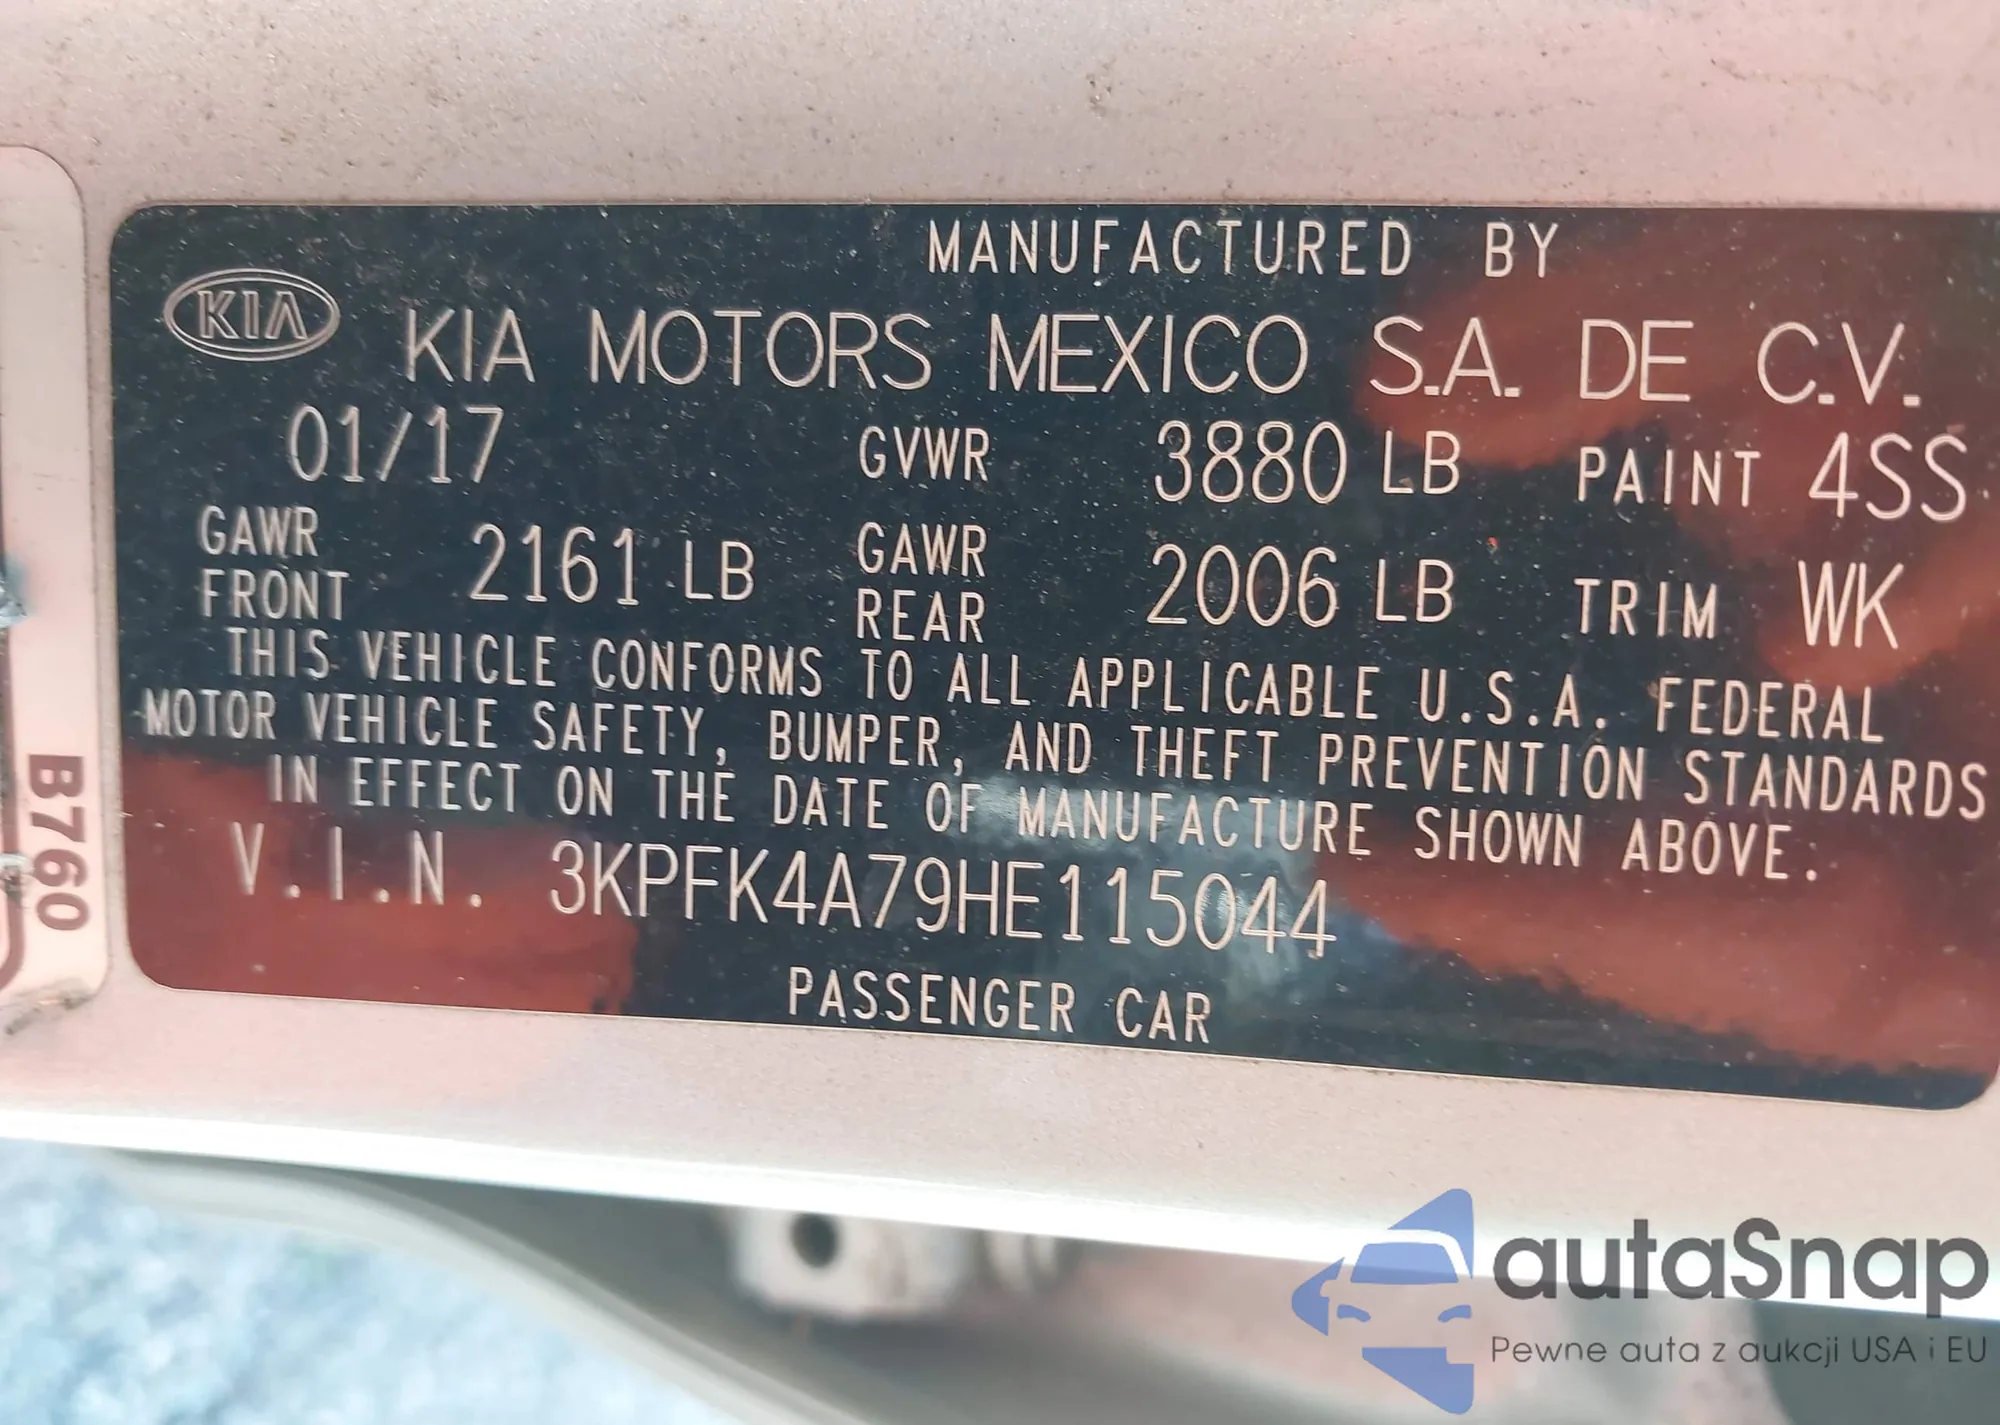 MANUFACTURED BY
KIA KIA MOTORS MEXICO S.A. DE C.V.
01/17 GVWR 3880 LB PAINT 4SS
GAWR FRONT 2161 LB GAWR REAR 2006 LB TRIM WK
THIS VEHICLE CONFORMS TO ALL APPLICABLE U.S.A. FEDERAL
MOTOR VEHICLE SAFETY, BUMPER, AND THEFT PREVENTION STANDARDS
IN EFFECT ON THE DATE OF MANUFACTURE SHOWN ABOVE.
V.I.N. 3KPFK4A79HE115044
PASSENGER CAR
B760
autaSnap
Pewne auta z aukcji USA i EU